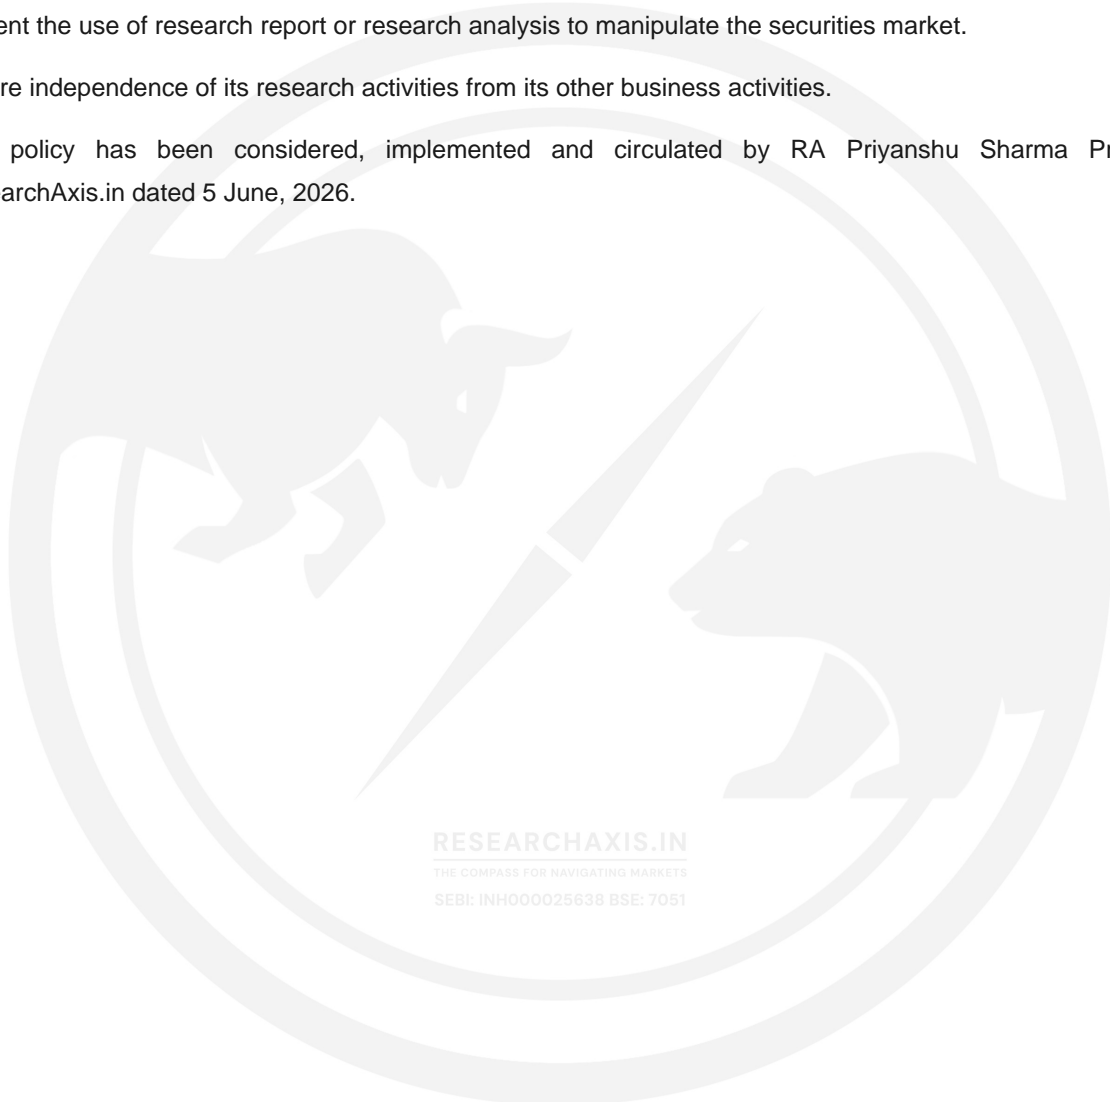 ent the use of research report or research analysis to manipulate the securities market.
re independence of its research activities from its other business activities.
policy has been considered, implemented and circulated by RA Priyanshu Sharma Pr
archAxis.in dated 5 June, 2026.
RESEARCHAXIS.IN
THE COMPASS FOR NAVIGATING MARKETS
SEBI: INH000025638 BSE: 7051